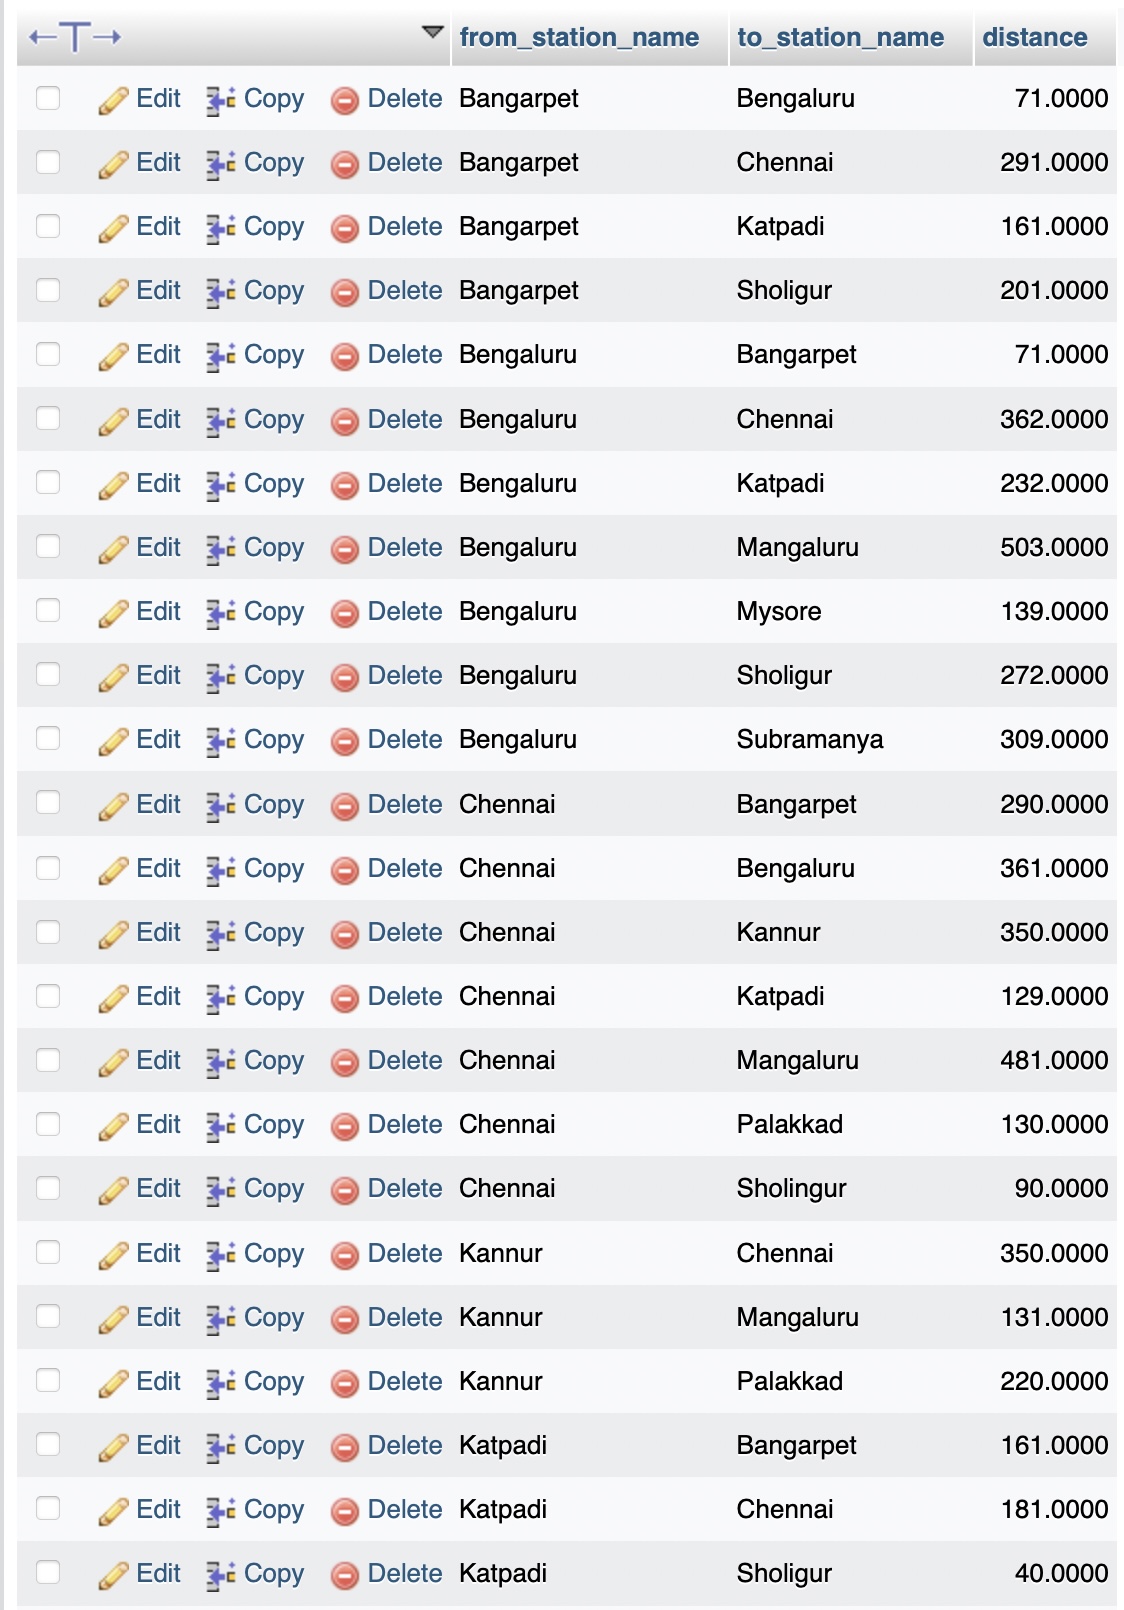 from_station_name to_station_name distance
Edit Copy Delete Bangarpet Bengaluru 71.0000
Edit Copy Delete Bangarpet Chennai 291.0000
Edit Copy Delete Bangarpet Katpadi 161.0000
Edit Copy Delete Bangarpet Sholigur 201.0000
Edit Copy Delete Bengaluru Bangarpet 71.0000
Edit Copy Delete Bengaluru Chennai 362.0000
Edit Copy Delete Bengaluru Katpadi 232.0000
Edit Copy Delete Bengaluru Mangaluru 503.0000
Edit Copy Delete Bengaluru Mysore 139.0000
Edit Copy Delete Bengaluru Sholigur 272.0000
Edit Copy Delete Bengaluru Subramanya 309.0000
Edit Copy Delete Chennai Bangarpet 290.0000
Edit Copy Delete Chennai Bengaluru 361.0000
Edit Copy Delete Chennai Kannur 350.0000
Edit Copy Delete Chennai Katpadi 129.0000
Edit Copy Delete Chennai Mangaluru 481.0000
Edit Copy Delete Chennai Palakkad 130.0000
Edit Copy Delete Chennai Sholingur 90.0000
Edit Copy Delete Kannur Chennai 350.0000
Edit Copy Delete Kannur Mangaluru 131.0000
Edit Copy Delete Kannur Palakkad 220.0000
Edit Copy Delete Katpadi Bangarpet 161.0000
Edit Copy Delete Katpadi Chennai 181.0000
Edit Copy Delete Katpadi Sholigur 40.0000